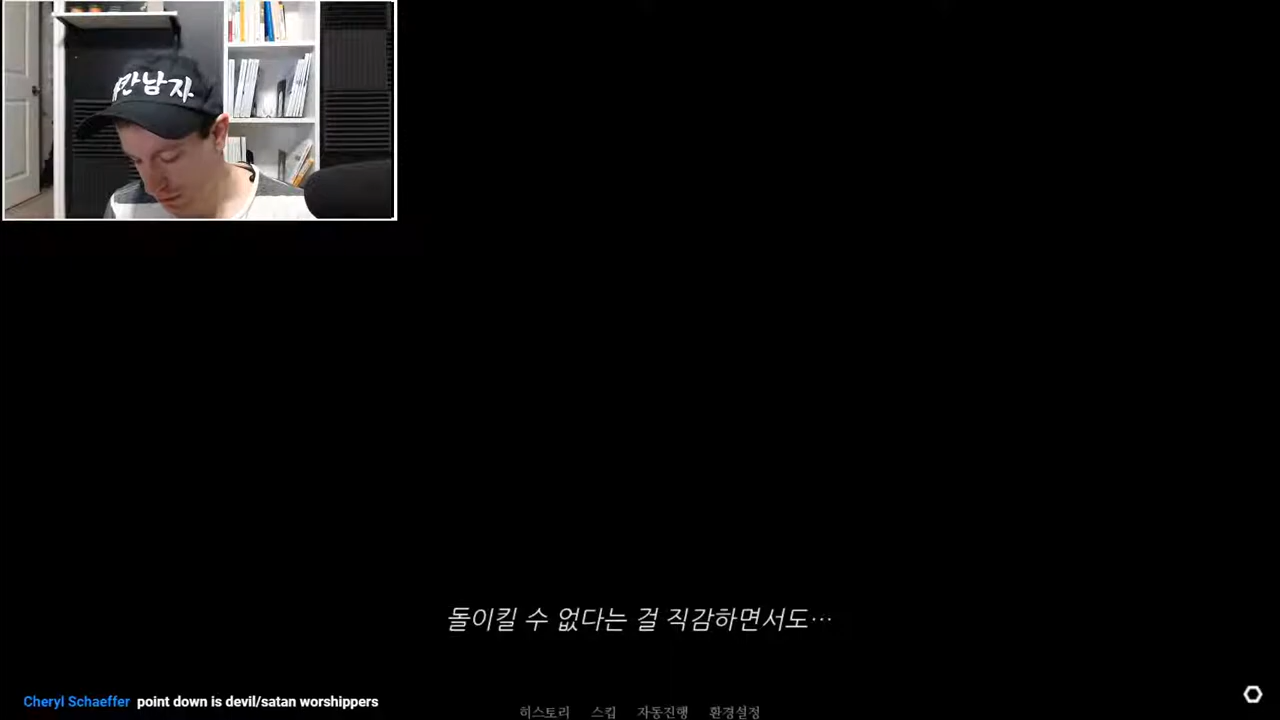 만남자
돌이킬 수 없다는 걸 직감하면서도…
Cheryl Schaeffer point down is devil/satan worshippers
히스토리 스킵 자동진행 환경설정